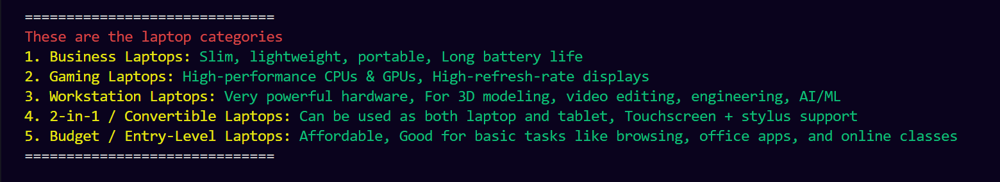 ==============================
These are the laptop categories
1. Business Laptops: Slim, lightweight, portable, Long battery life
2. Gaming Laptops: High-performance CPUs & GPUs, High-refresh-rate displays
3. Workstation Laptops: Very powerful hardware, For 3D modeling, video editing, engineering, AI/ML
4. 2-in-1 / Convertible Laptops: Can be used as both laptop and tablet, Touchscreen + stylus support
5. Budget / Entry-Level Laptops: Affordable, Good for basic tasks like browsing, office apps, and online classes
==============================